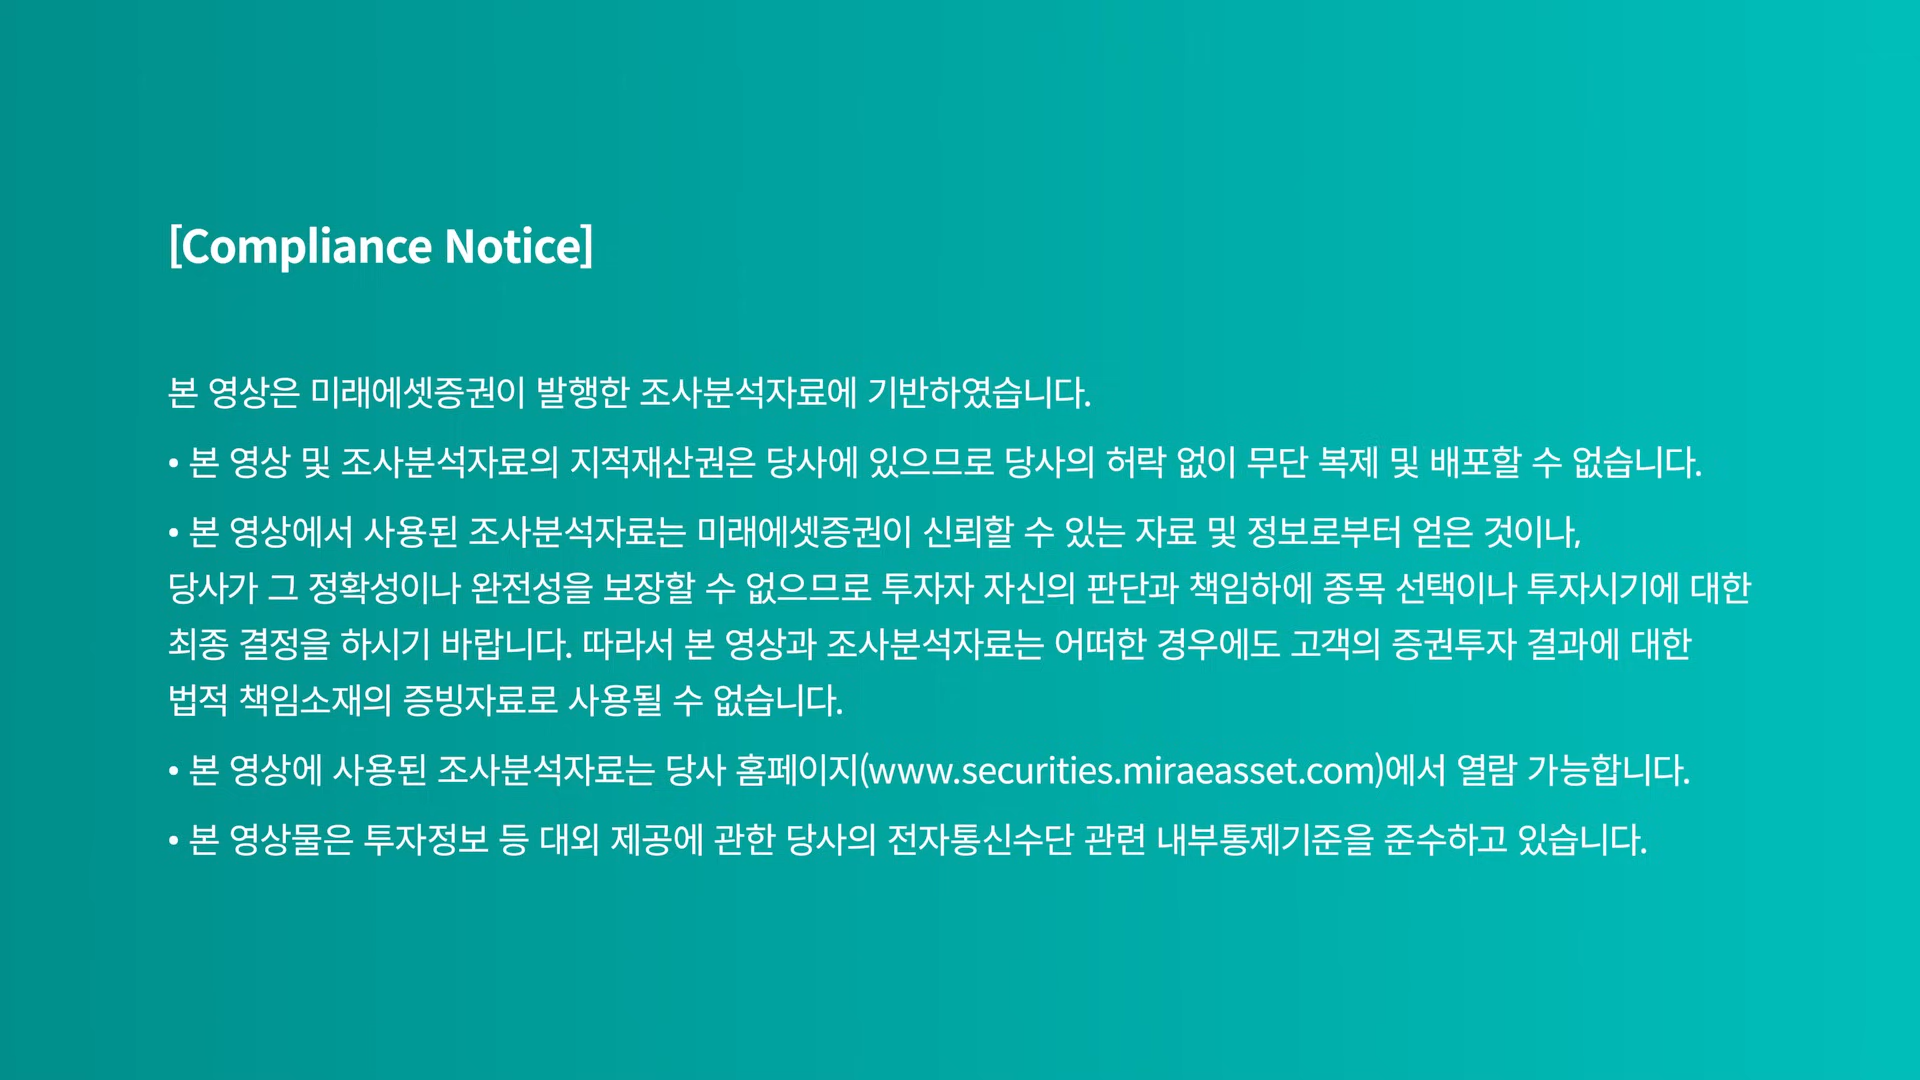 [Compliance Notice]
본 영상은 미래에셋증권이 발행한 조사분석자료에 기반하였습니다.
• 본 영상 및 조사분석자료의 지적재산권은 당사에 있으므로 당사의 허락 없이 무단 복제 및 배포할 수 없습니다.
• 본 영상에서 사용된 조사분석자료는 미래에셋증권이 신뢰할 수 있는 자료 및 정보로부터 얻은 것이나,
당사가 그 정확성이나 완전성을 보장할 수 없으므로 투자자 자신의 판단과 책임하에 종목 선택이나 투자시기에 대한
최종 결정을 하시기 바랍니다. 따라서 본 영상과 조사분석자료는 어떠한 경우에도 고객의 증권투자 결과에 대한
법적 책임소재의 증빙자료로 사용될 수 없습니다.
• 본 영상에 사용된 조사분석자료는 당사 홈페이지(www.securities.miraeasset.com)에서 열람 가능합니다.
• 본 영상물은 투자정보 등 대외 제공에 관한 당사의 전자통신수단 관련 내부통제기준을 준수하고 있습니다.